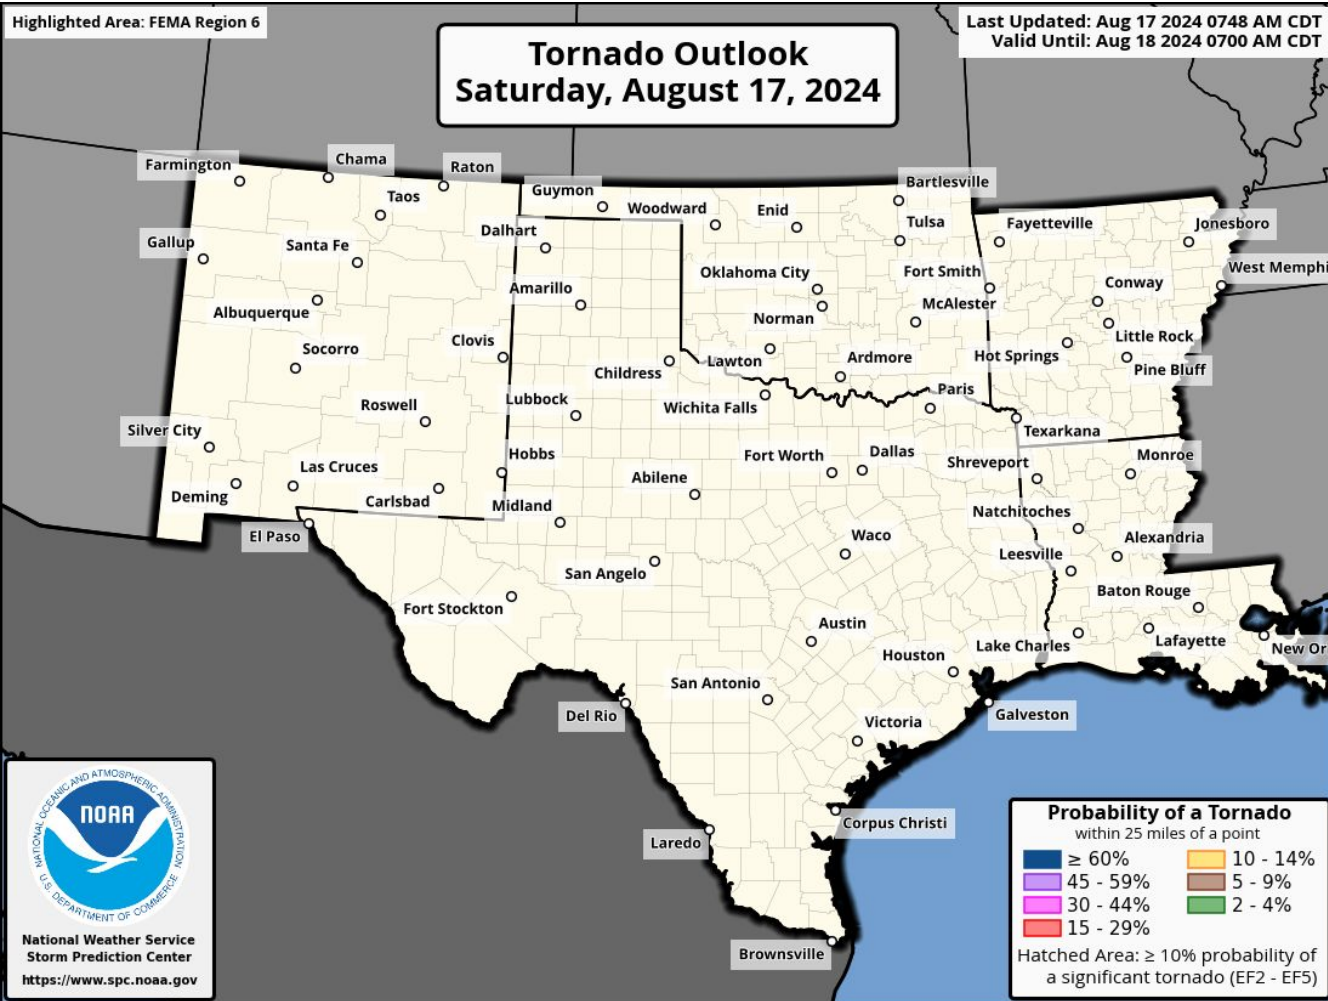 Highlighted Area: FEMA Region 6
Last Updated: Aug 17 2024 0748 AM CDT
Valid Until: Aug 18 2024 0700 AM CDT
Tornado Outlook
Saturday, August 17, 2024
Farmington
Chama
Raton
Taos
Guymon
Woodward
Enid
Bartlesville
Tulsa
Fayetteville
Jonesboro
Gallup
Santa Fe
Dalhart
Oklahoma City
Fort Smith
West Memphi
Amarillo
Conway
Albuquerque
Norman
McAlester
Socorro
Clovis
Childress
Lawton
Ardmore
Hot Springs
Little Rock
Pine Bluff
Roswell
Lubbock
Wichita Falls
Paris
Silver City
Texarkana
Las Cruces
Hobbs
Abilene
Fort Worth
Dallas
Shreveport
Monroe
Deming
Carlsbad
Midland
Natchitoches
El Paso
Waco
Leesville
Alexandria
San Angelo
Fort Stockton
Baton Rouge
Austin
Houston
Lake Charles
Lafayette
New Or
San Antonio
Del Rio
Victoria
Galveston
Corpus Christi
Laredo
Brownsville
NATIONAL OCEANIC AND ATMOSPHERIC ADMINISTRATION
NOAA
U.S. DEPARTMENT OF COMMERCE
National Weather Service
Storm Prediction Center
https://www.spc.noaa.gov
Probability of a Tornado
within 25 miles of a point
≥ 60% 10 - 14%
45 - 59% 5 - 9%
30 - 44% 2 - 4%
15 - 29%
Hatched Area: ≥ 10% probability of
a significant tornado (EF2 - EF5)